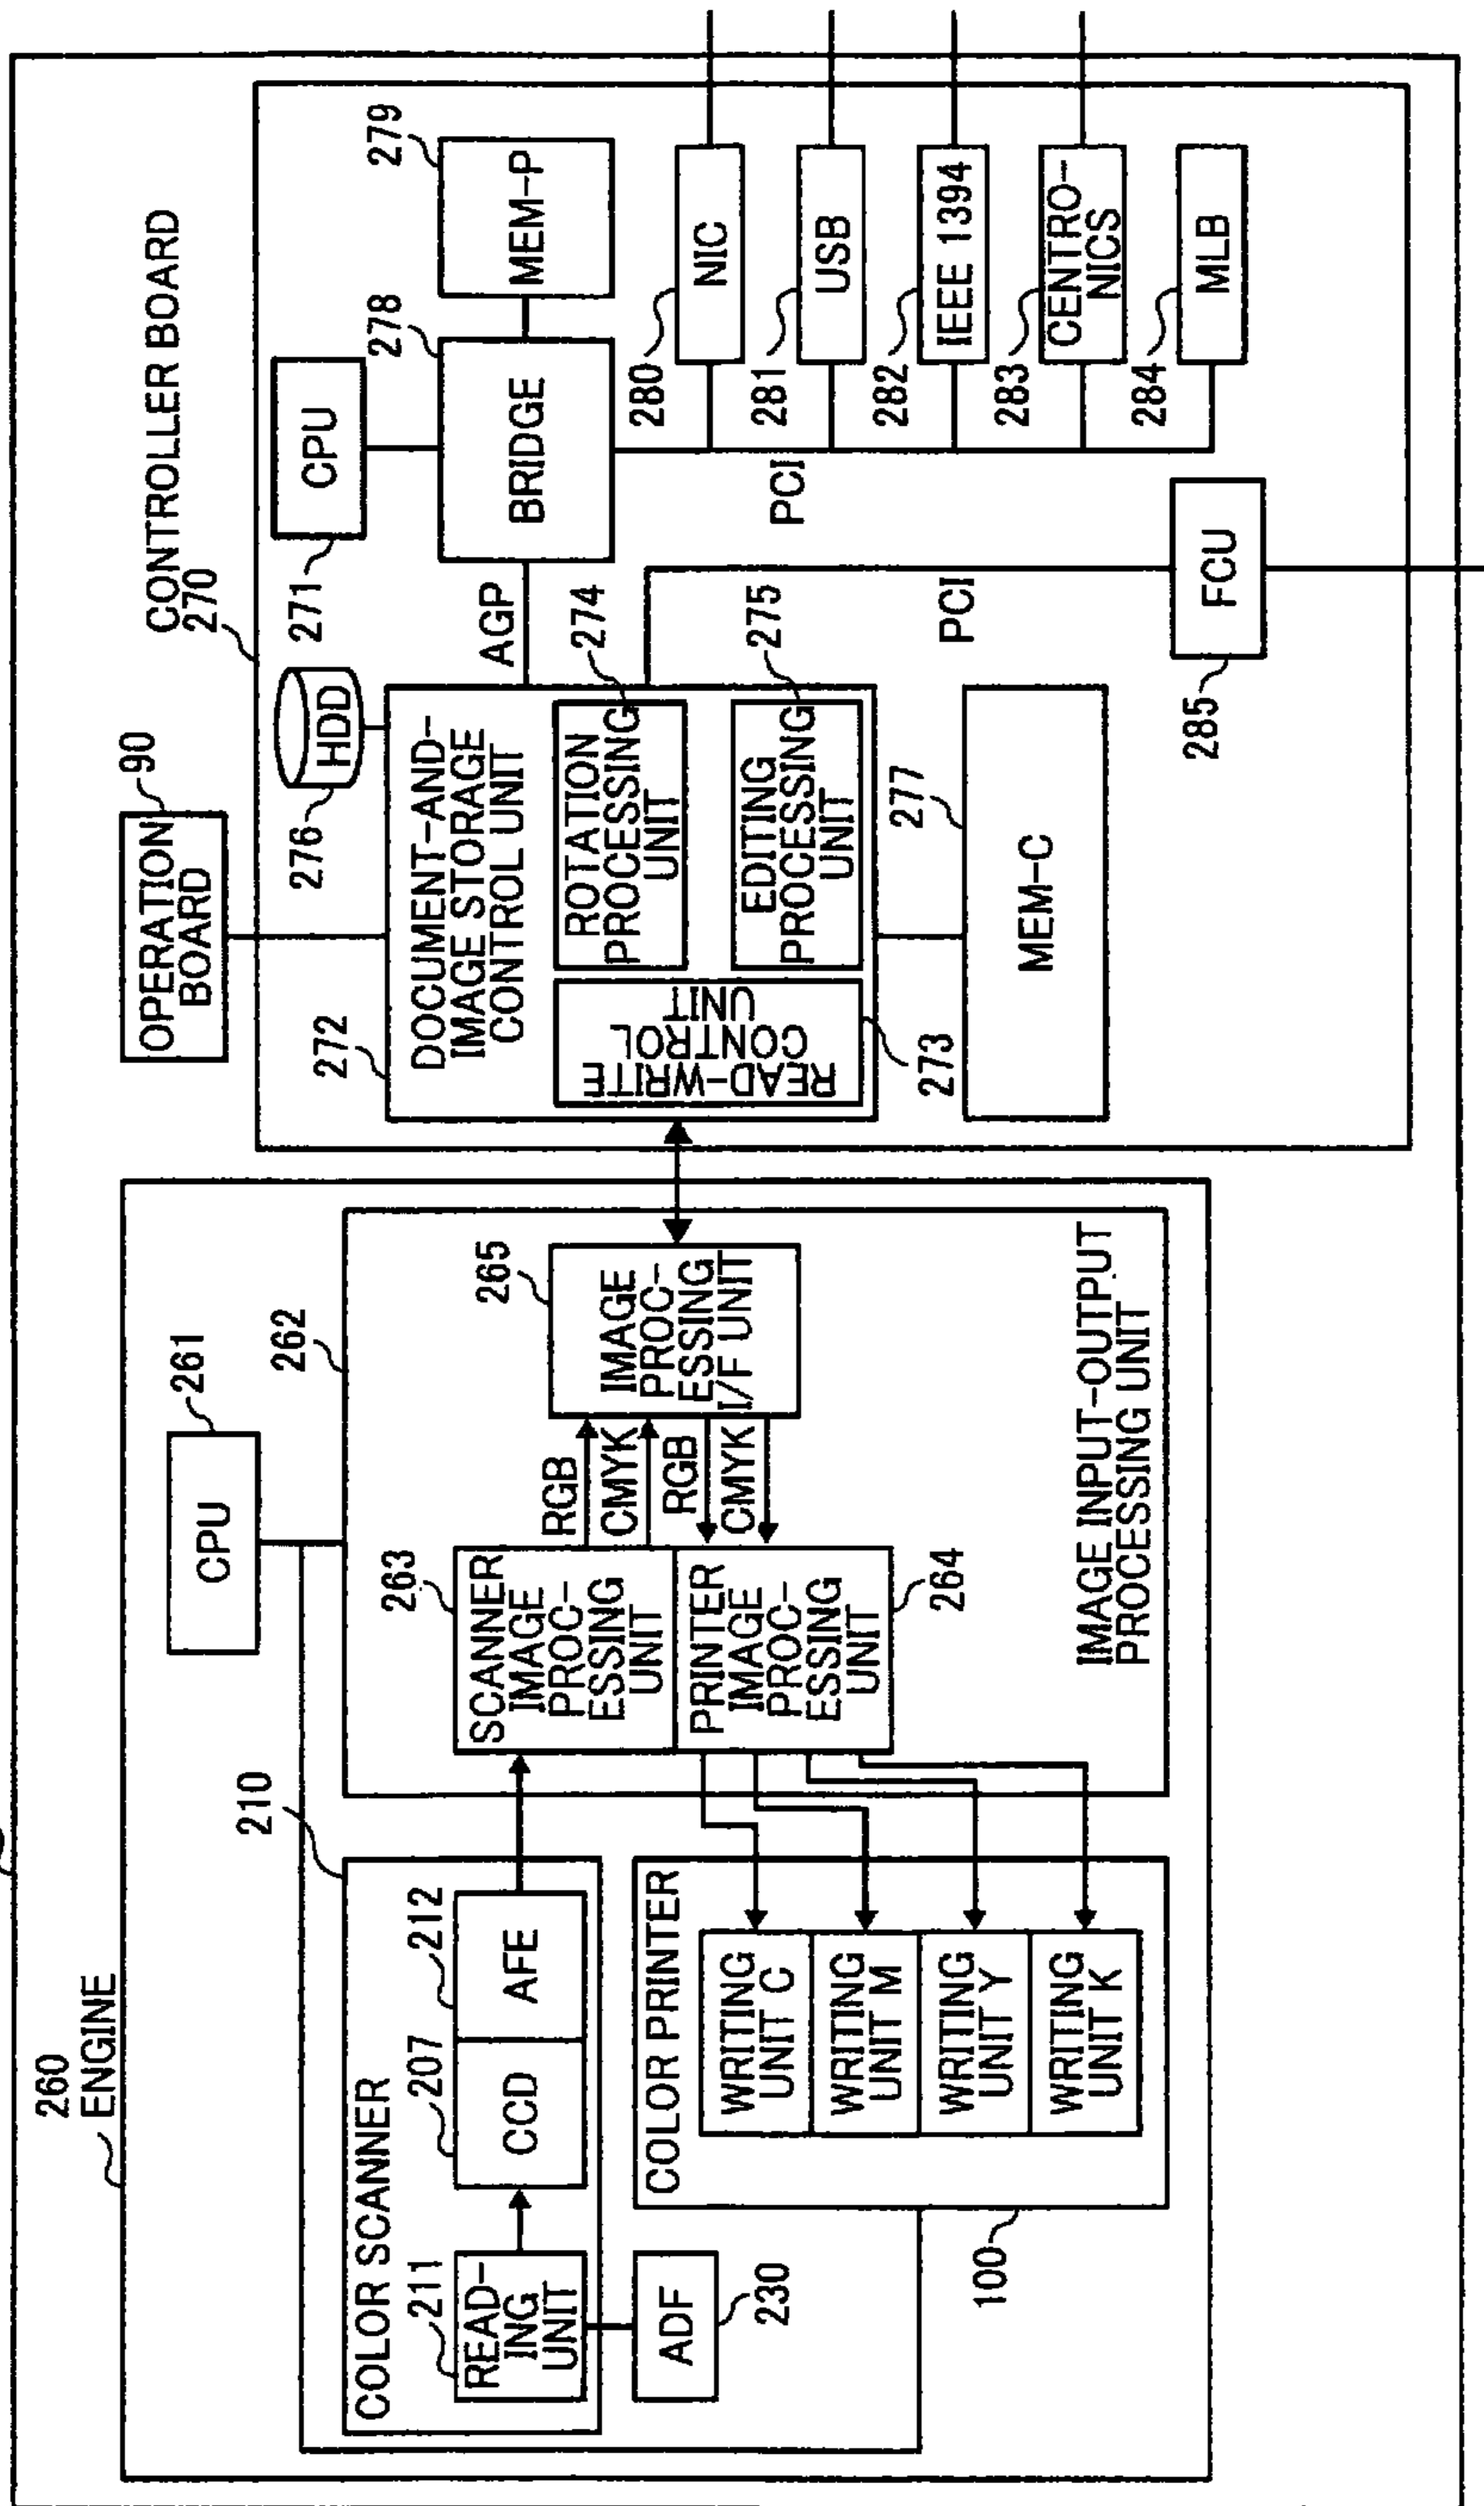 260
ENGINE
261
CPU
262
210
COLOR SCANNER
211
READ-
ING
UNIT
207
CCD
212
AFE
ADF
230
263
SCANNER
IMAGE
PROC-
ESSING
UNIT
PRINTER
IMAGE
PROC-
ESSING
UNIT
264
RGB
CMYK
RGB
CMYK
265
IMAGE
PROC-
ESSING
I/F UNIT
IMAGE INPUT-OUTPUT
PROCESSING UNIT
COLOR PRINTER
WRITING
UNIT C
WRITING
UNIT M
WRITING
UNIT Y
WRITING
UNIT K
100
OPERATION
BOARD
90
CONTROLLER BOARD
270
276
HDD
271
CPU
272
DOCUMENT-AND-
IMAGE STORAGE
CONTROL UNIT
READ-WRITE
CONTROL
UNIT
273
ROTATION
PROCESSING
UNIT
274
EDITING
PROCESSING
UNIT
275
277
MEM-C
AGP
278
BRIDGE
279
MEM-P
PCI
PCI
280
NIC
281
USB
282
IEEE 1394
283
CENTRO-
NICS
284
MLB
285
FCU